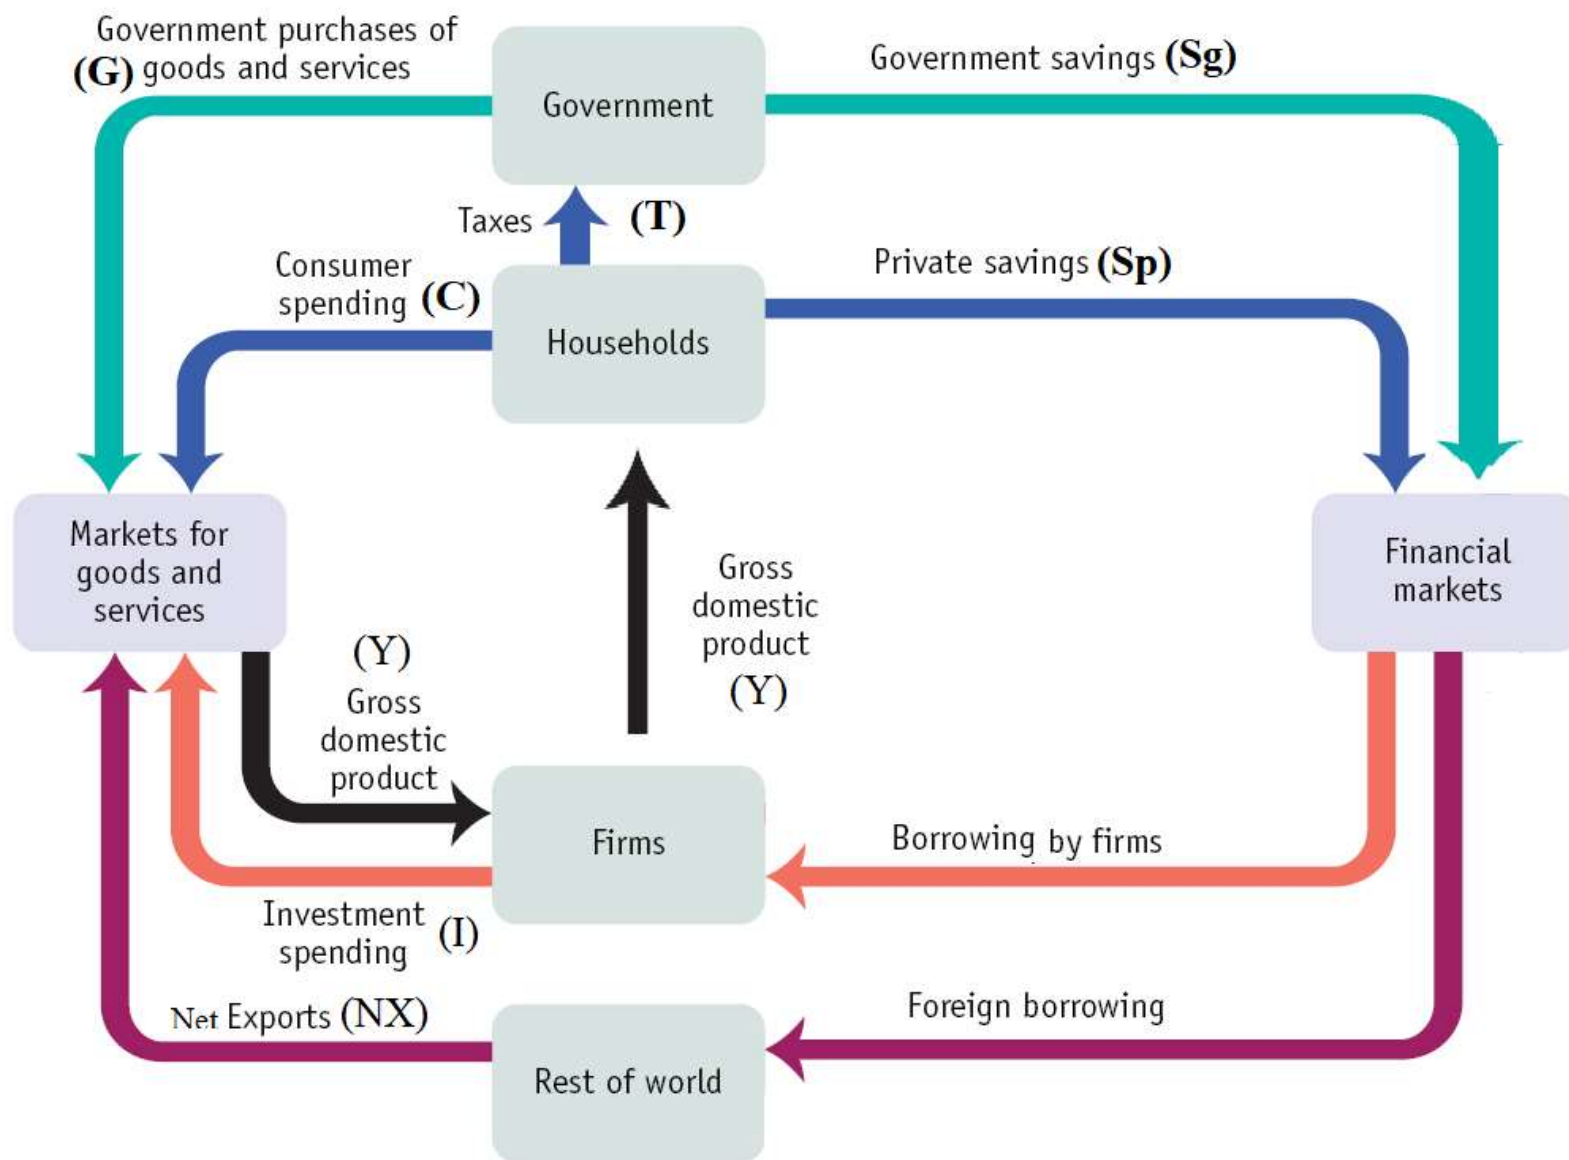 Government purchases of
(G) goods and services
Government
Government savings (Sg)
Taxes (T)
Consumer
spending (C)
Households
Private savings (Sp)
Markets for
goods and
services
Financial
markets
Gross
domestic
product
(Y)
(Y)
Gross
domestic
product
Firms
Borrowing by firms
Investment
spending (I)
Net Exports (NX)
Foreign borrowing
Rest of world